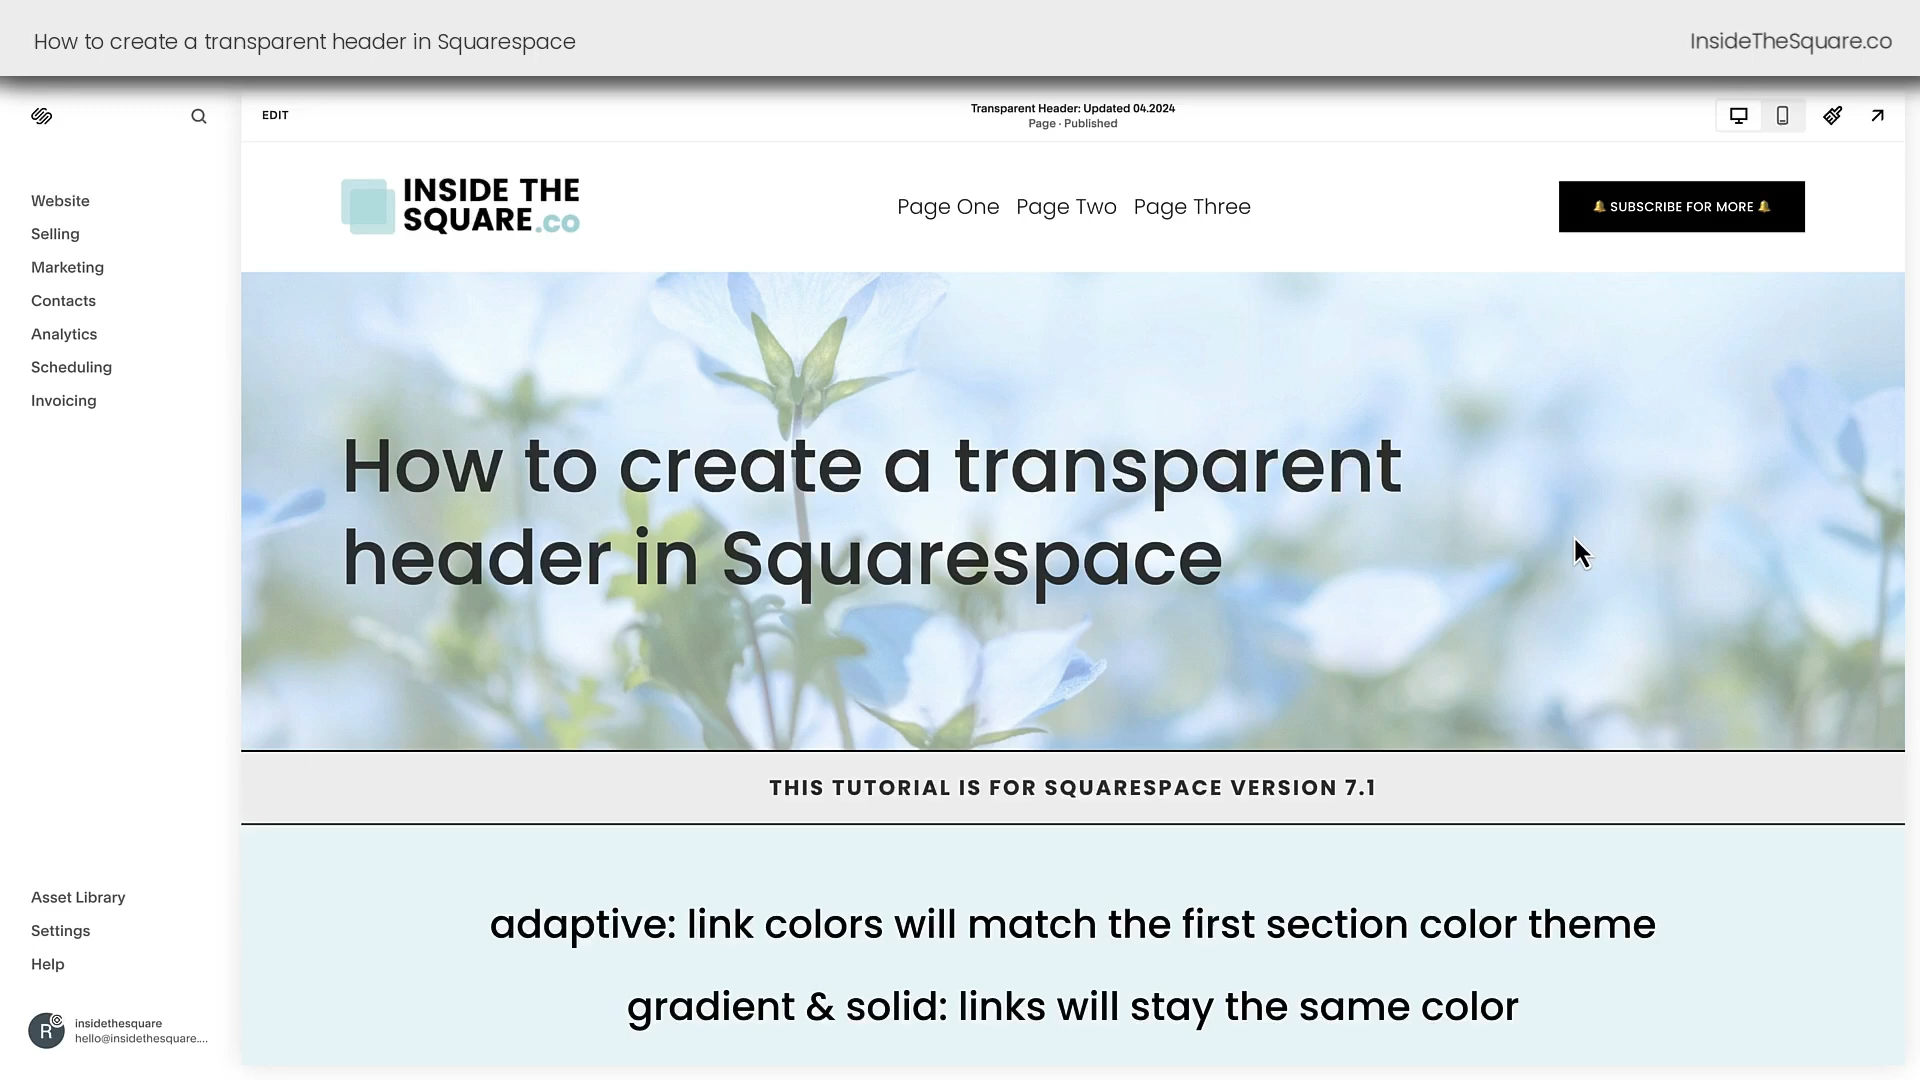 How to create a transparent header in Squarespace
InsideTheSquare.co
EDIT
Transparent Header: Updated 04.2024
Page · Published
Website
Selling
Marketing
Contacts
Analytics
Scheduling
Invoicing
Asset Library
Settings
Help
R
insidethesquare
hello@insidethesquare....
INSIDE THE
SQUARE.co
Page One Page Two Page Three
🔔 SUBSCRIBE FOR MORE 🔔
How to create a transparent
header in Squarespace
THIS TUTORIAL IS FOR SQUARESPACE VERSION 7.1
adaptive: link colors will match the first section color theme
gradient & solid: links will stay the same color